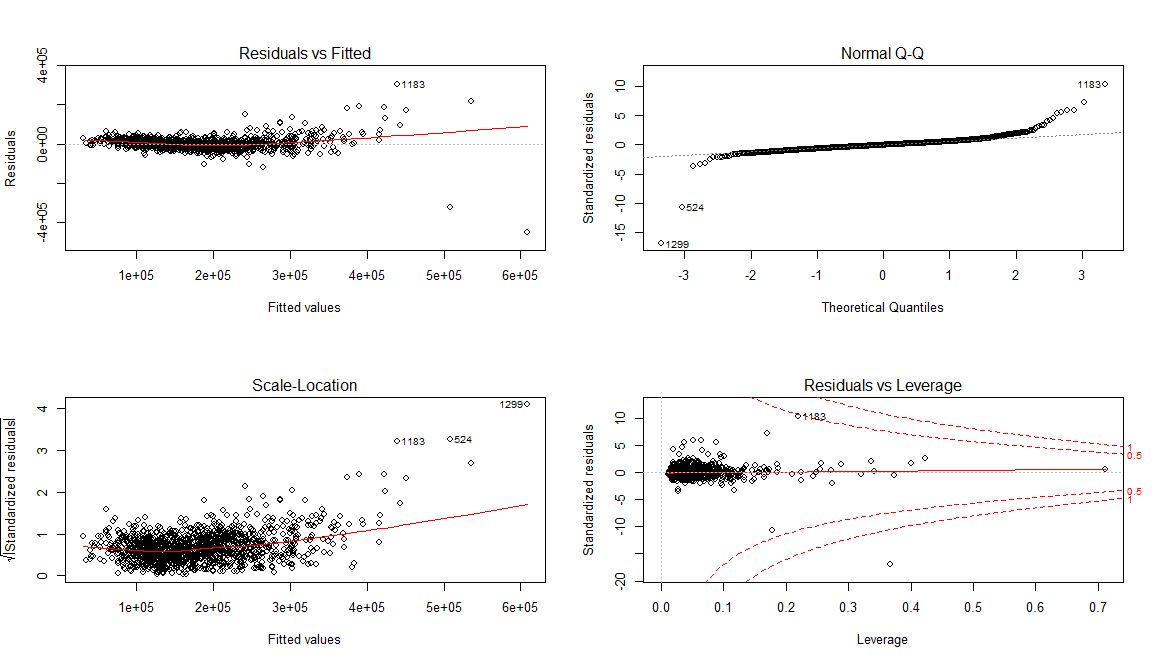 Residuals vs Fitted
Residuals
-4e+05 0e+00 4e+05
1183
1e+05 2e+05 3e+05 4e+05 5e+05 6e+05
Fitted values
Normal Q-Q
Standardized residuals
-15 -10 -5 0 5 10
1183
524
1299
-3 -2 -1 0 1 2 3
Theoretical Quantiles
Scale-Location
√|Standardized residuals|
0 1 2 3 4
1299
1183
524
1e+05 2e+05 3e+05 4e+05 5e+05 6e+05
Fitted values
Residuals vs Leverage
Standardized residuals
-20 -10 -5 0 5 10
1183
1
0.5
0.5
1
0.0 0.1 0.2 0.3 0.4 0.5 0.6 0.7
Leverage